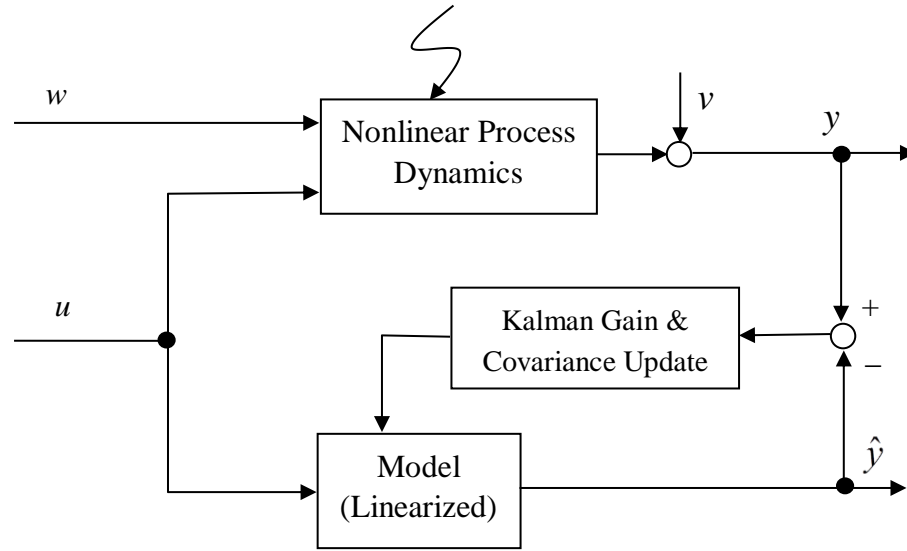 w
Nonlinear Process
Dynamics
v
y
u
Kalman Gain &
Covariance Update
+
−
Model
(Linearized)
ŷ